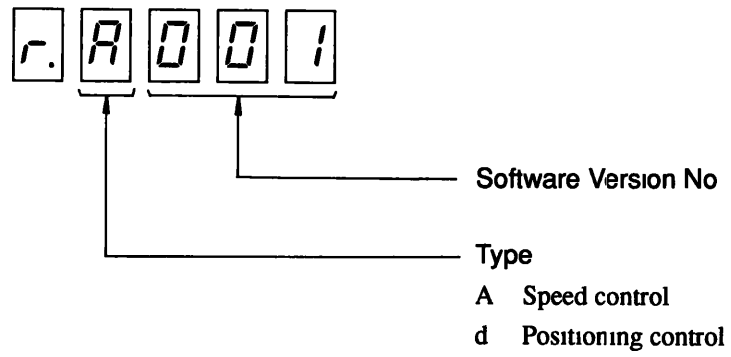 r. A 0 0 1
Software Version No
Type
A Speed control
d Positioning control